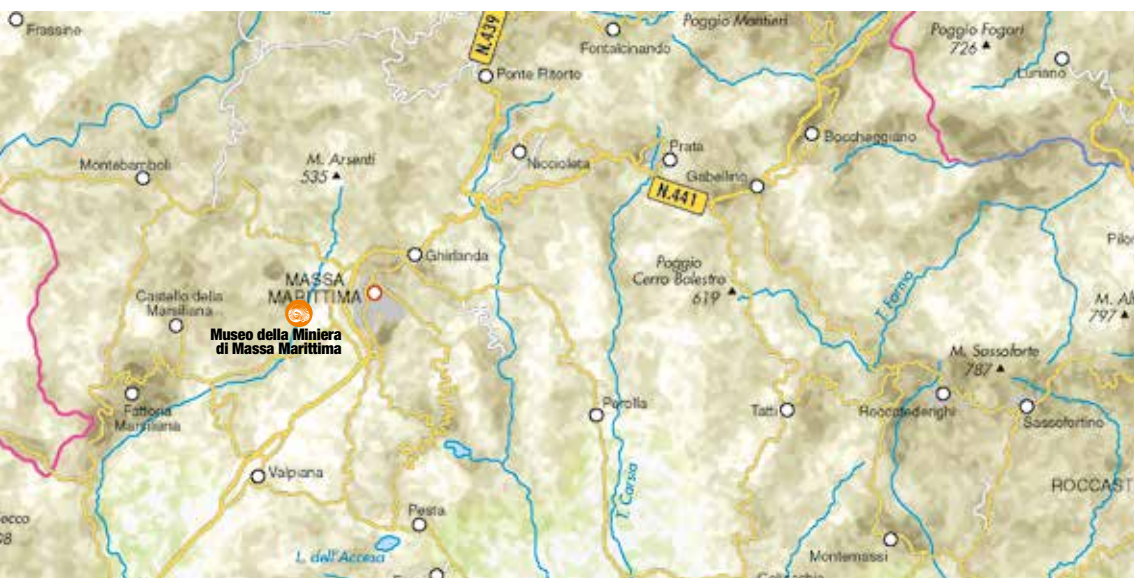 Frassine
N.439
Fontalcinando
Poggio Montieri
Poggio Fogari
726
Luriano
Ponte Ritorto
Boccheggiano
Montebamboli
M. Arsenti
535
Niccioleta
Prata
Gabellino
N.441
Ghirlanda
MASSA
MARITTIMA
Poggio
Cerro Balestro
619
T. Farma
Castello della
Marsiliana
Museo della Miniera
di Massa Marittima
797
M. Sassoforte
787
Fattoria
Marsiliana
Perolla
Tatti
Roccatederighi
Sassofortino
Valpiana
T. Carsia
Pesta
L. dell'Accesa
Montemassi